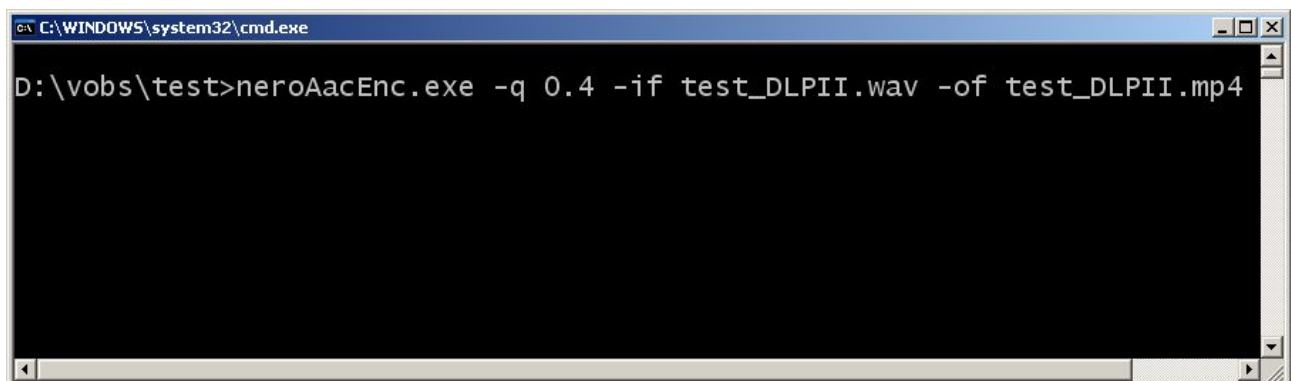 C:\WINDOWS\system32\cmd.exe
D:\vobs\test>neroAacEnc.exe -q 0.4 -if test_DLPII.wav -of test_DLPII.mp4